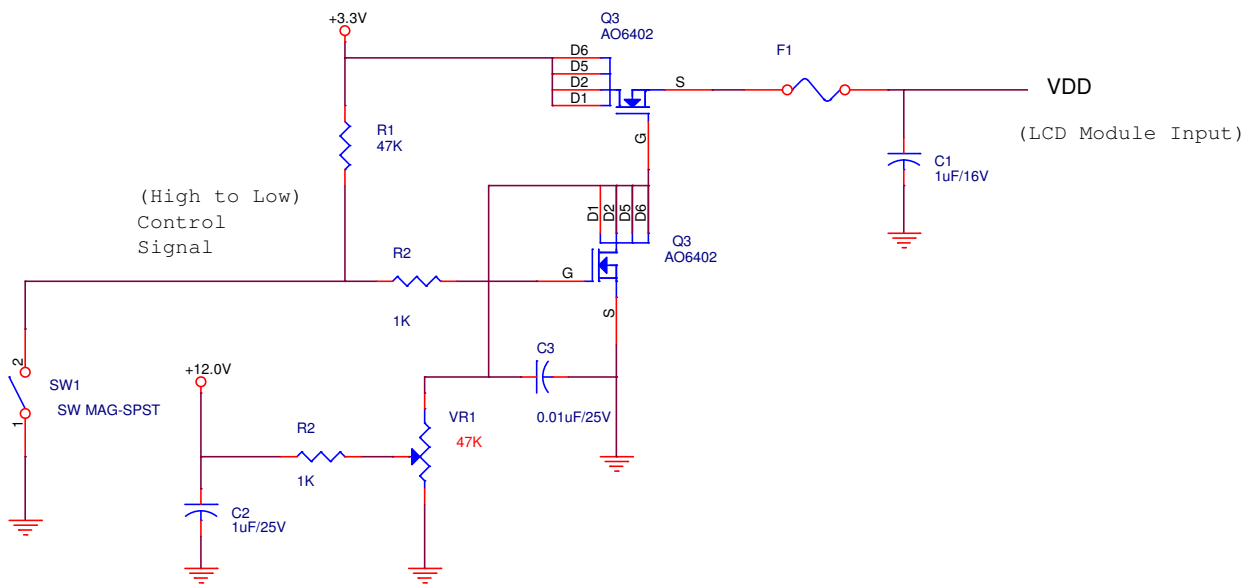 +3.3V
Q3
AO6402
D6
D5
D2
D1
S
G
F1
VDD
(LCD Module Input)
R1
47K
C1
1uF/16V
(High to Low)
Control
Signal
D1
D2
D5
D6
Q3
AO6402
R2
1K
G
S
2
1
SW1
SW MAG-SPST
+12.0V
C3
0.01uF/25V
VR1
47K
R2
1K
C2
1uF/25V